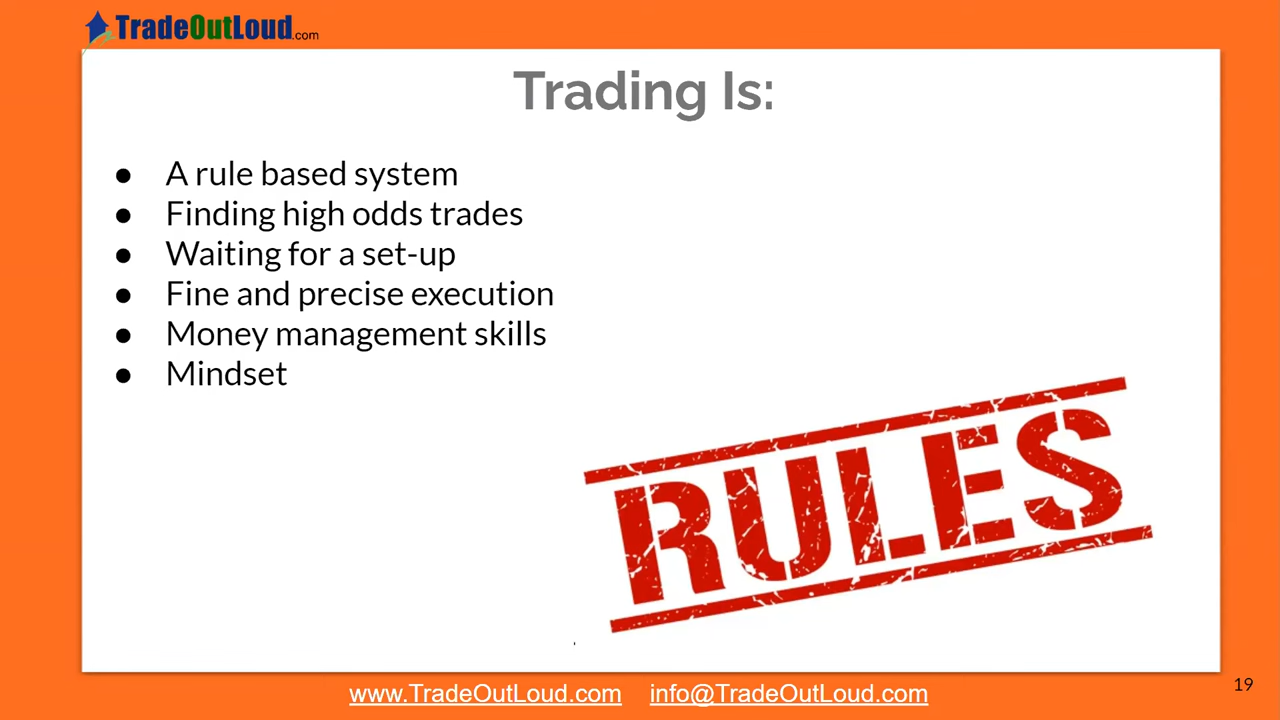 TradeOutLoud.com
Trading Is:
● A rule based system
● Finding high odds trades
● Waiting for a set-up
● Fine and precise execution
● Money management skills
● Mindset
RULES
www.TradeOutLoud.com info@TradeOutLoud.com
19